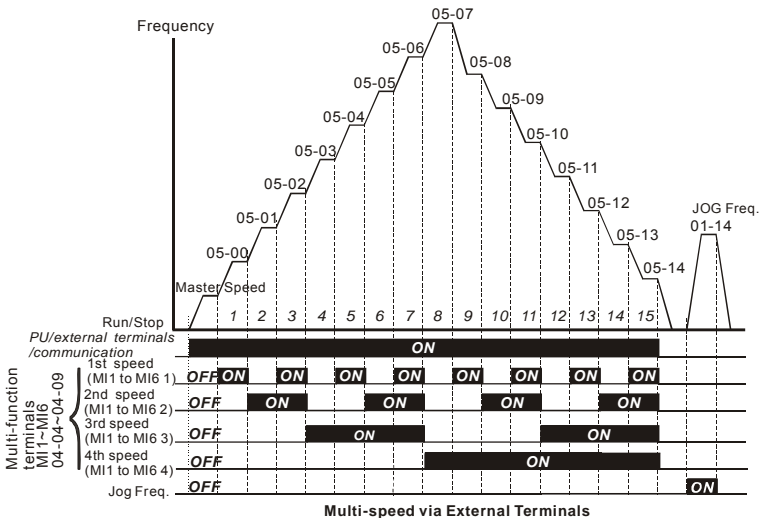 Frequency
05-07
05-06
05-08
05-05
05-09
05-04
05-10
05-03
05-11
05-02
05-12
JOG Freq.
01-14
05-01
05-13
05-00
05-14
Master Speed
Run/Stop
1 2 3 4 5 6 7 8 9 10 11 12 13 14 15
PU/external terminals
/communication
ON
Multi-function
terminals
MI1~MI6
04-04~04-09
1st speed
(MI1 to MI6 1)
OFF ON ON ON ON ON ON ON ON
2nd speed
(MI1 to MI6 2)
OFF ON ON ON ON
3rd speed
(MI1 to MI6 3)
OFF ON ON
4th speed
(MI1 to MI6 4)
OFF ON
Jog Freq.
OFF ON
Multi-speed via External Terminals